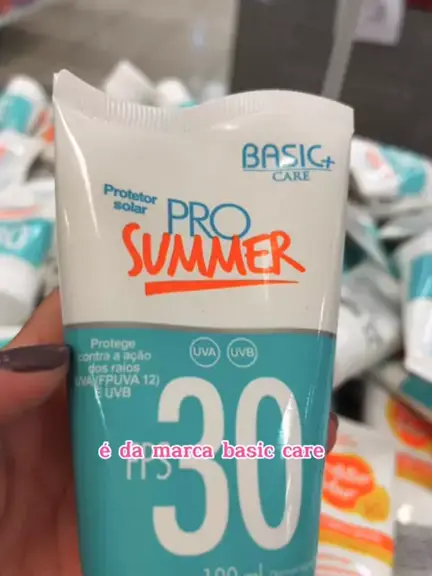 BASIC+
CARE
Protetor
solar
PRO
SUMMER
Protege
contra a ação
dos raios
UVA (FPUVA 12)
E UVB
UVA UVB
é da marca basic care
FPS 30